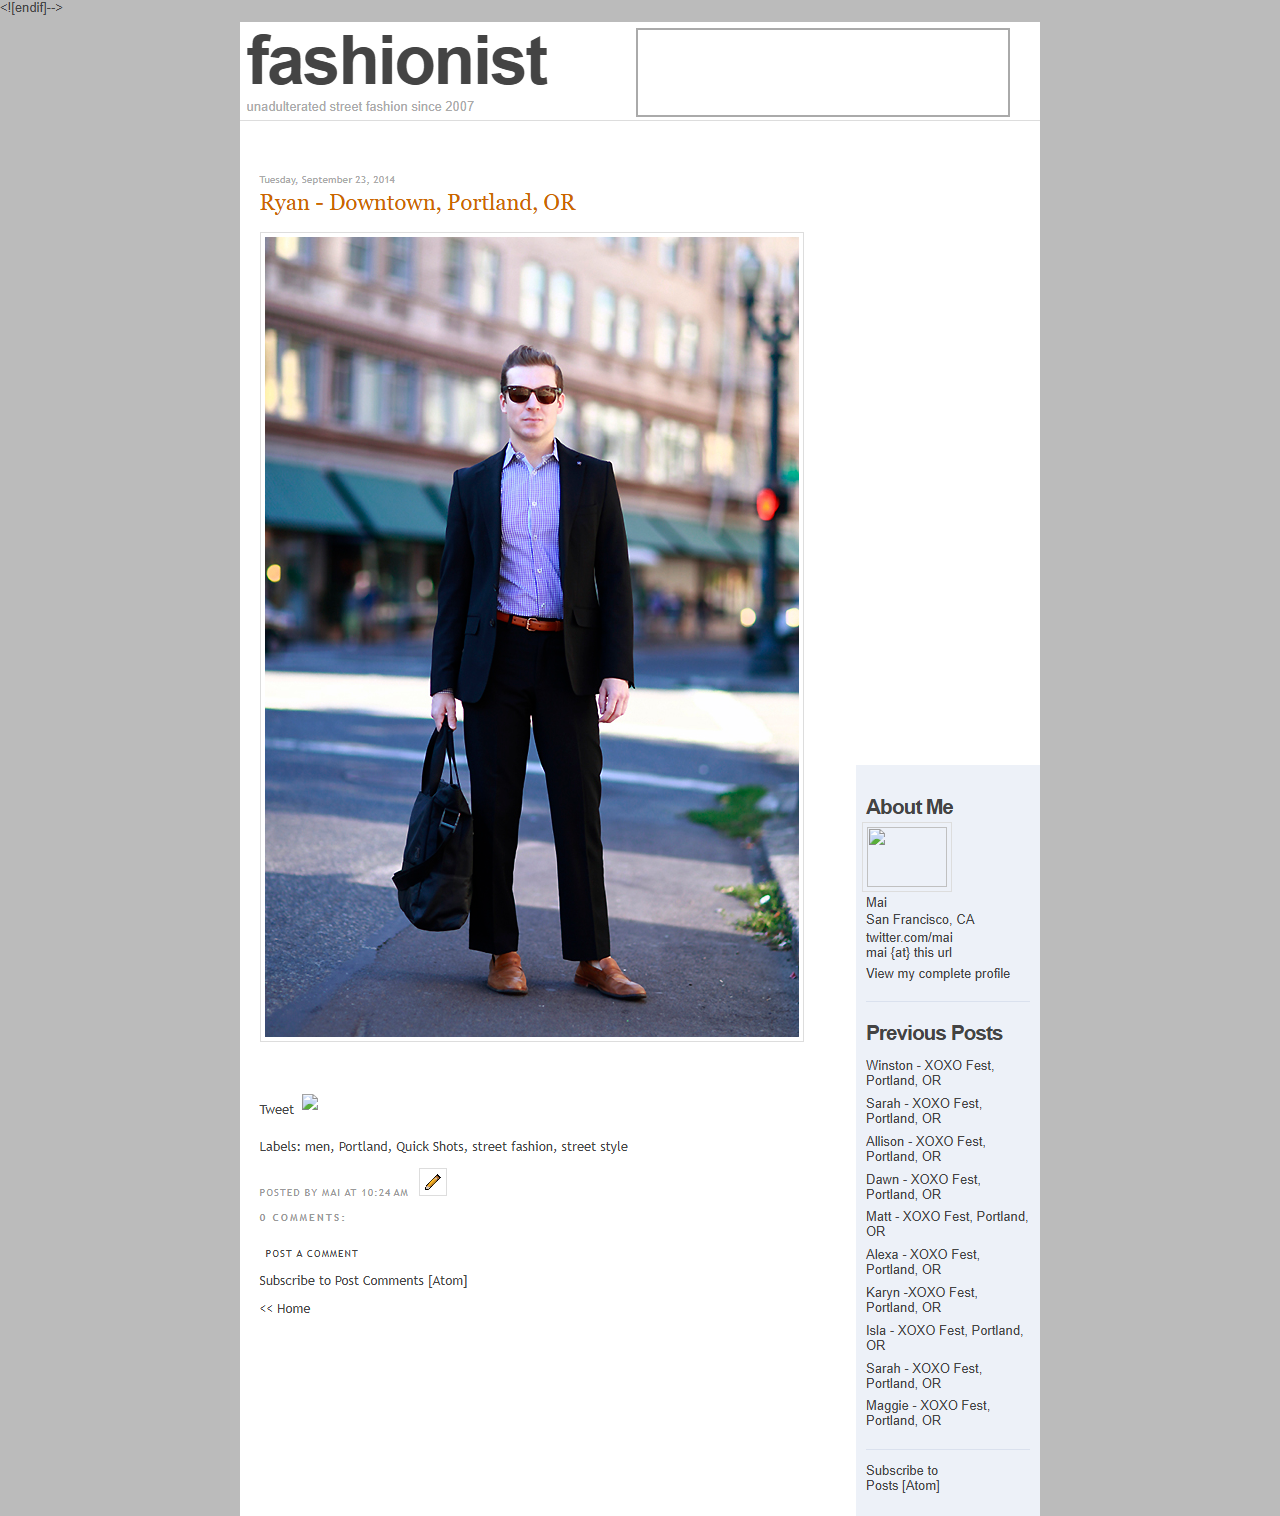 <![endif]-->
fashionist
unadulterated street fashion since 2007
Tuesday, September 23, 2014
Ryan - Downtown, Portland, OR
Tweet
Labels: men, Portland, Quick Shots, street fashion, street style
POSTED BY MAI AT 10:24 AM
0 COMMENTS:
POST A COMMENT
Subscribe to Post Comments [Atom]
<< Home
About Me
Mai
San Francisco, CA
twitter.com/mai
mai {at} this url
View my complete profile
Previous Posts
Winston - XOXO Fest,
Portland, OR
Sarah - XOXO Fest,
Portland, OR
Allison - XOXO Fest,
Portland, OR
Dawn - XOXO Fest,
Portland, OR
Matt - XOXO Fest, Portland,
OR
Alexa - XOXO Fest,
Portland, OR
Karyn -XOXO Fest,
Portland, OR
Isla - XOXO Fest, Portland,
OR
Sarah - XOXO Fest,
Portland, OR
Maggie - XOXO Fest,
Portland, OR
Subscribe to
Posts [Atom]